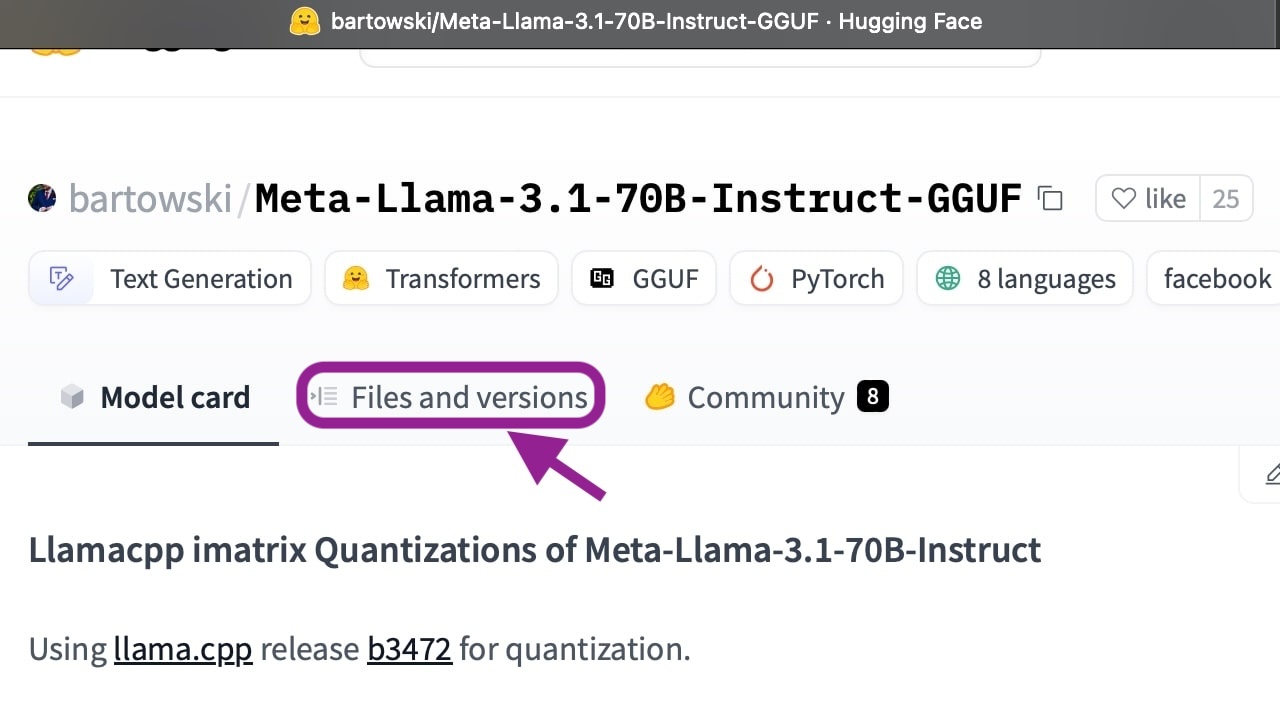 bartowski/Meta-Llama-3.1-70B-Instruct-GGUF · Hugging Face
bartowski/Meta-Llama-3.1-70B-Instruct-GGUF like 25
Text Generation Transformers GGUF PyTorch 8 languages facebook
Model card Files and versions Community 8
Llamacpp imatrix Quantizations of Meta-Llama-3.1-70B-Instruct
Using llama.cpp release b3472 for quantization.